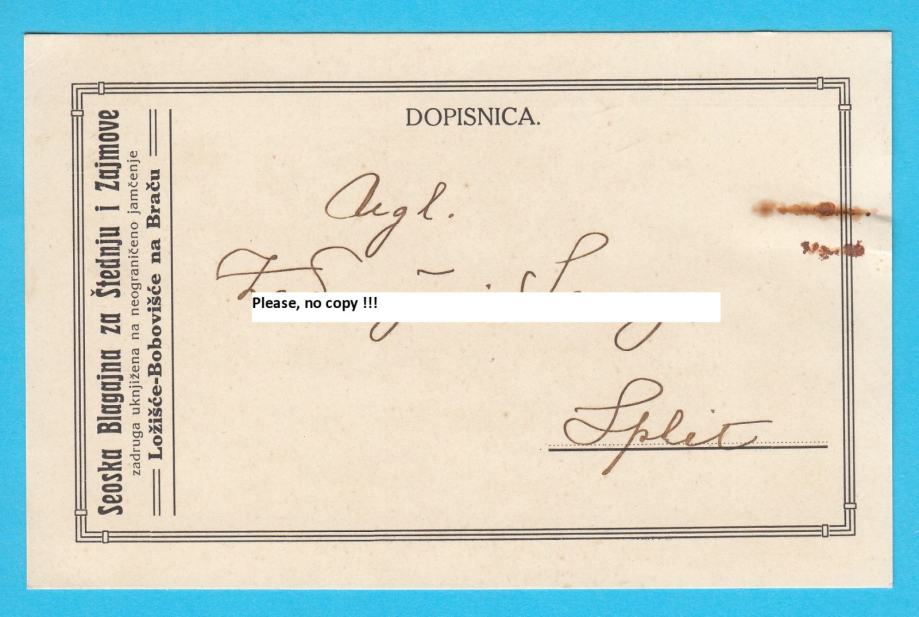 Seoska Blagajna za Štednju i Zajmove
zadruga uknjižena na neograničeno jamčenje
Ložišće-Bobovišće na Braču
DOPISNICA.
Ugl.
Please, no copy !!!
Split